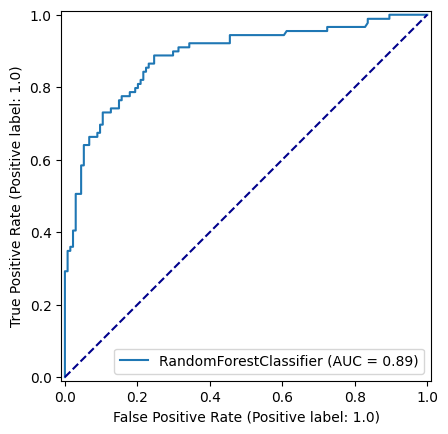 1.0
0.8
0.6
0.4
0.2
0.0
True Positive Rate (Positive label: 1.0)
RandomForestClassifier (AUC = 0.89)
0.0 0.2 0.4 0.6 0.8 1.0
False Positive Rate (Positive label: 1.0)